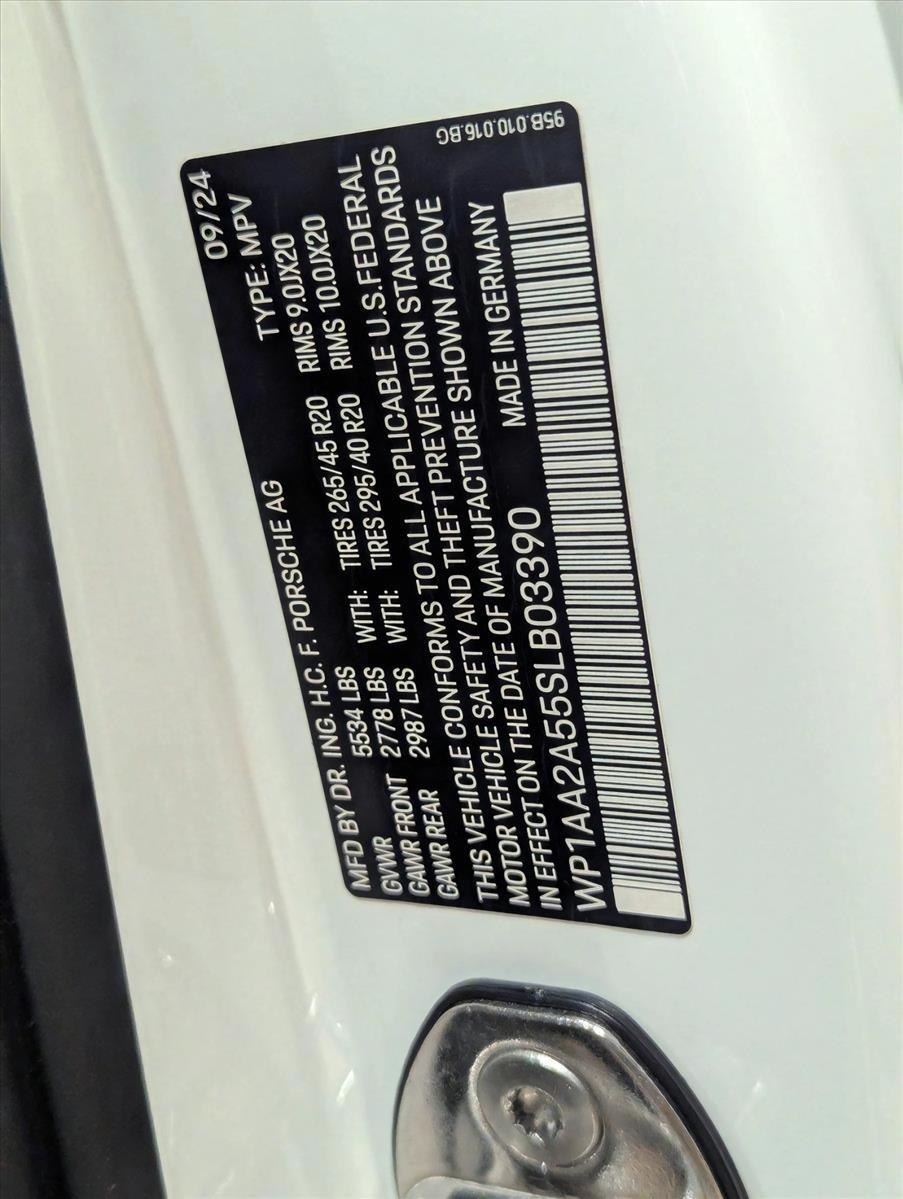 09/24
MFD BY DR. ING. H.C. F. PORSCHE AG TYPE: MPV
GVWR 5534 LBS WITH: TIRES 265/45 R20 RIMS 9.0JX20
GAWR FRONT 2778 LBS WITH: TIRES 295/40 R20 RIMS 10.0JX20
GAWR REAR 2987 LBS
THIS VEHICLE CONFORMS TO ALL APPLICABLE U.S.FEDERAL
MOTOR VEHICLE SAFETY AND THEFT PREVENTION STANDARDS
IN EFFECT ON THE DATE OF MANUFACTURE SHOWN ABOVE
WP1AA2A55SLB03390 MADE IN GERMANY
95B.010.016.BG